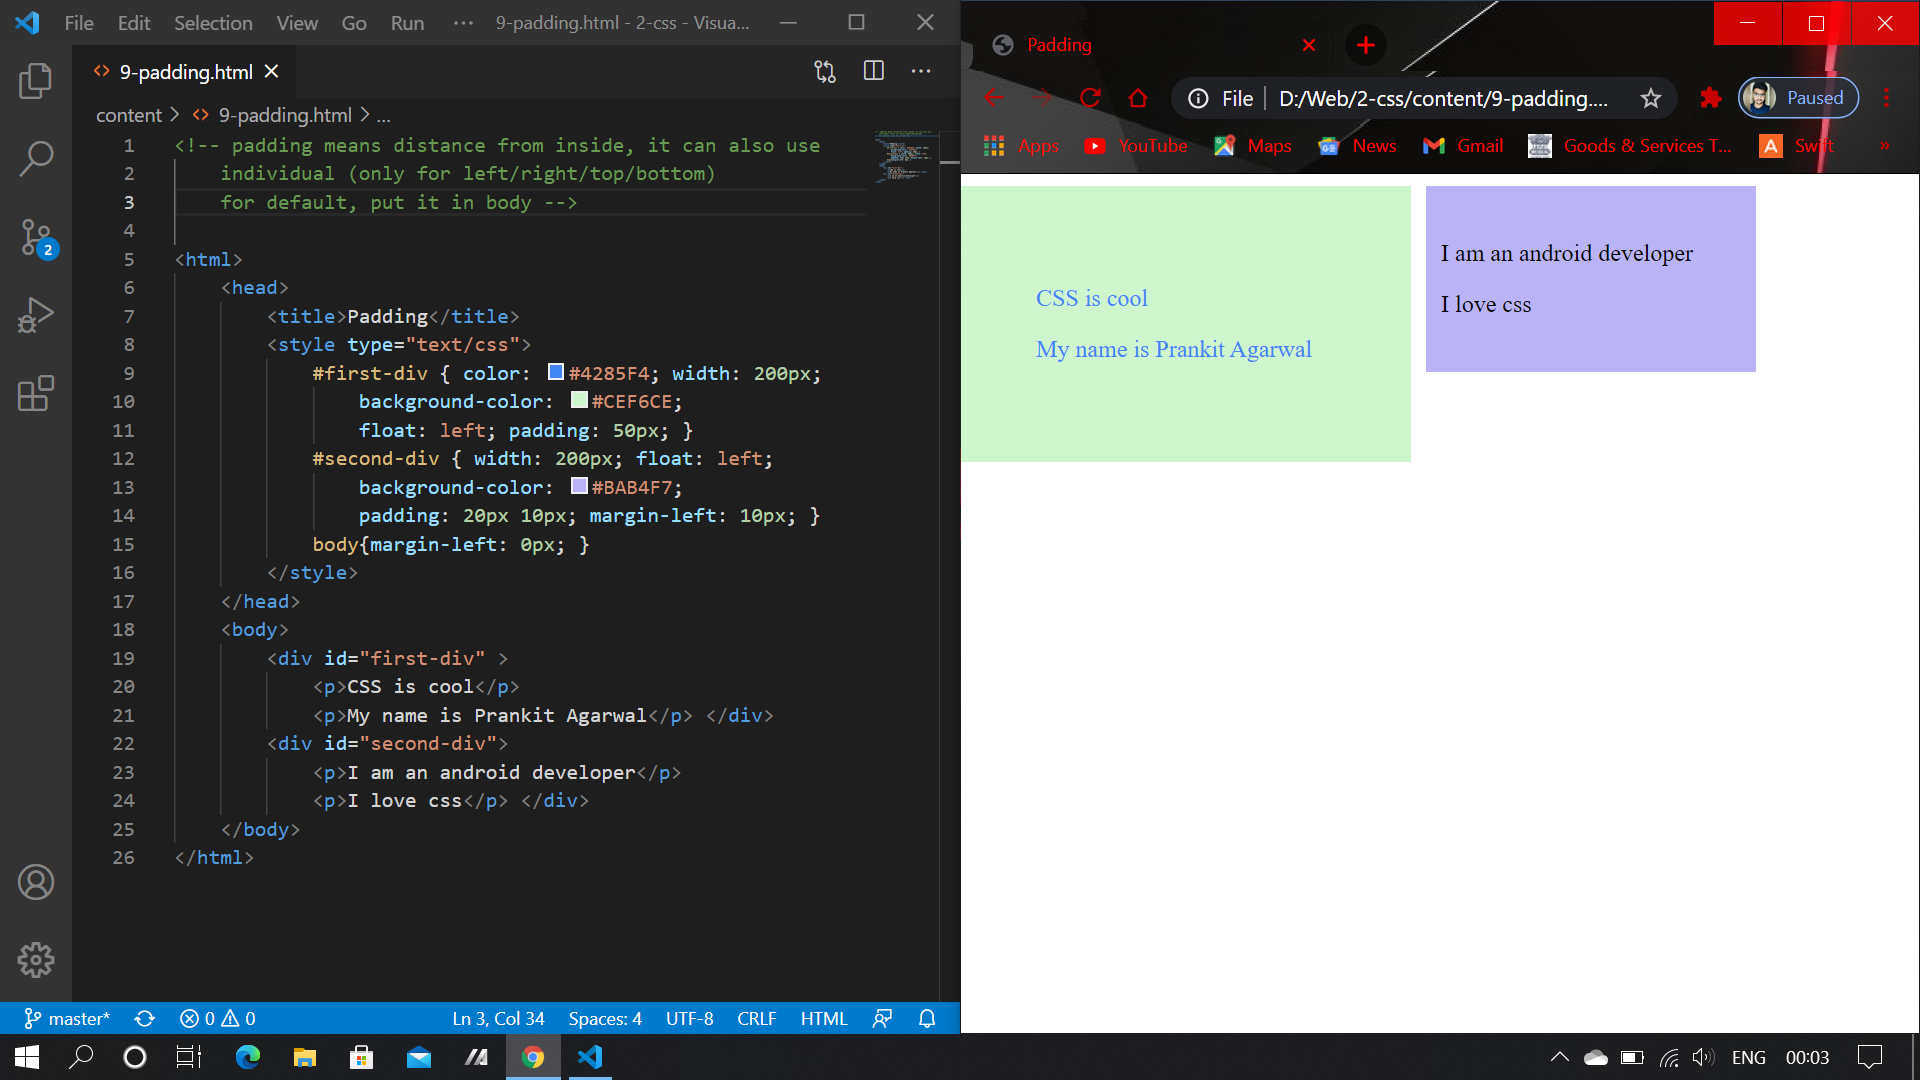 File Edit Selection View Go Run ··· 9-padding.html - 2-css - Visua...
9-padding.html
content > 9-padding.html > ...
1 <!-- padding means distance from inside, it can also use
2 individual (only for left/right/top/bottom)
3 for default, put it in body -->
4
5 <html>
6 <head>
7 <title>Padding</title>
8 <style type="text/css">
9 #first-div { color: #4285F4; width: 200px;
10 background-color: #CEF6CE;
11 float: left; padding: 50px; }
12 #second-div { width: 200px; float: left;
13 background-color: #BAB4F7;
14 padding: 20px 10px; margin-left: 10px; }
15 body{margin-left: 0px; }
16 </style>
17 </head>
18 <body>
19 <div id="first-div" >
20 <p>CSS is cool</p>
21 <p>My name is Prankit Agarwal</p> </div>
22 <div id="second-div">
23 <p>I am an android developer</p>
24 <p>I love css</p> </div>
25 </body>
26 </html>
2
master* 0 0 Ln 3, Col 34 Spaces: 4 UTF-8 CRLF HTML
Padding
File D:/Web/2-css/content/9-padding.... Paused
Apps YouTube Maps News Gmail Goods & Services T... Swift »
CSS is cool
My name is Prankit Agarwal
I am an android developer
I love css
ENG 00:03